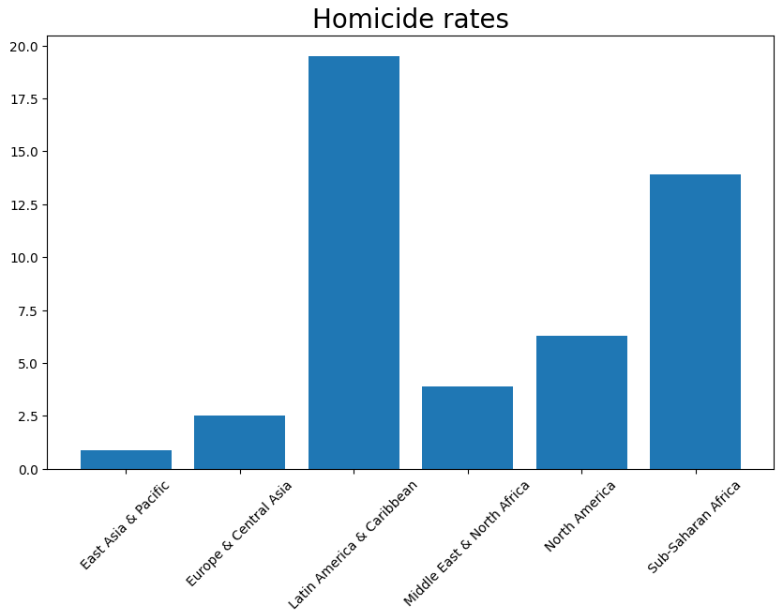 Homicide rates
20.0
17.5
15.0
12.5
10.0
7.5
5.0
2.5
0.0
East Asia & Pacific
Europe & Central Asia
Latin America & Caribbean
Middle East & North Africa
North America
Sub-Saharan Africa